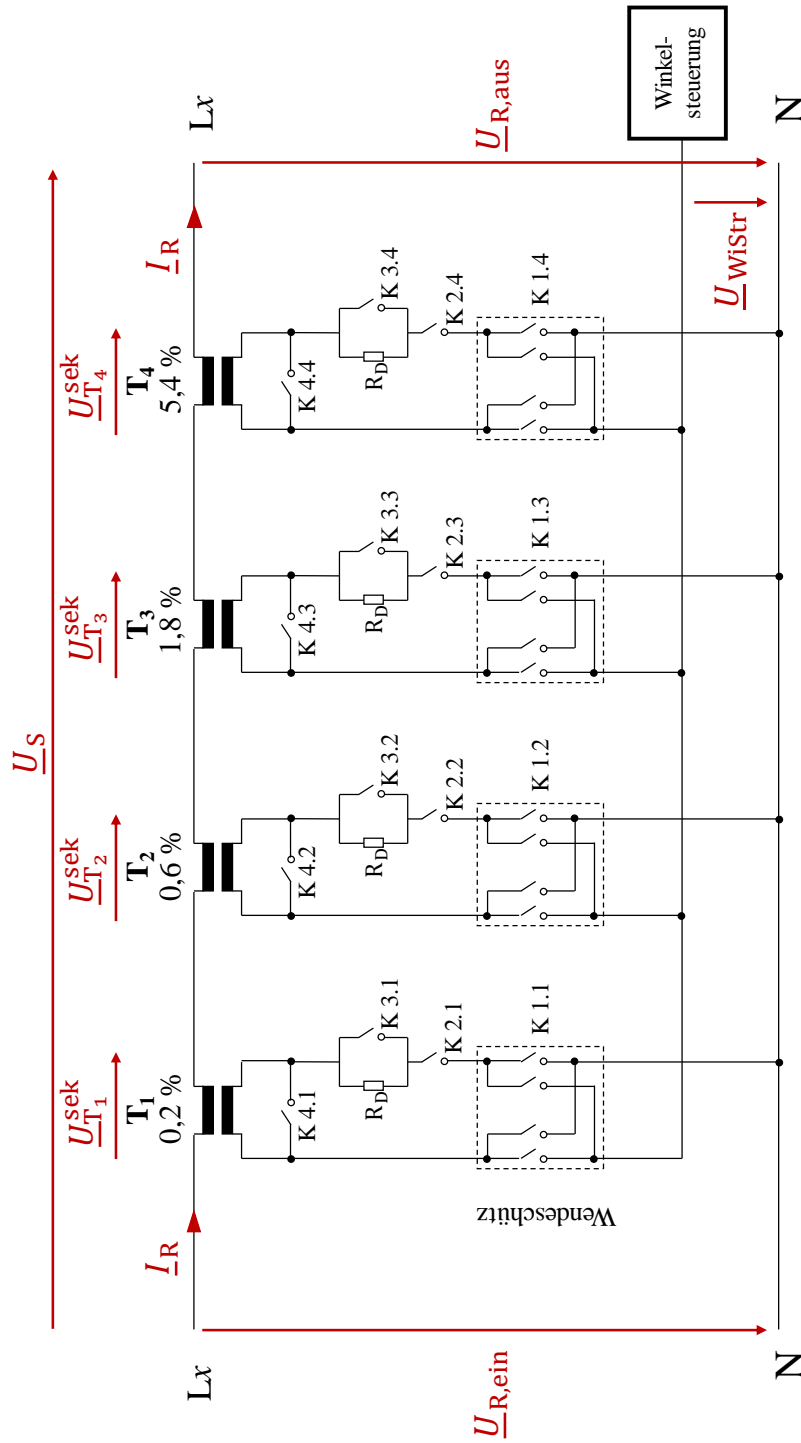 U_S
U_T₁^sek U_T₂^sek U_T₃^sek U_T₄^sek
T₁ T₂ T₃ T₄
0,2 % 0,6 % 1,8 % 5,4 %
I_R I_R
Lx Lx
K 4.1 K 4.2 K 4.3 K 4.4
R_D K 3.1 R_D K 3.2 R_D K 3.3 R_D K 3.4
K 2.1 K 2.2 K 2.3 K 2.4
U_R,ein U_R,aus
K 1.1 K 1.2 K 1.3 K 1.4
Wendeschütz
Winkel-
steuerung
U_WiStr
N N